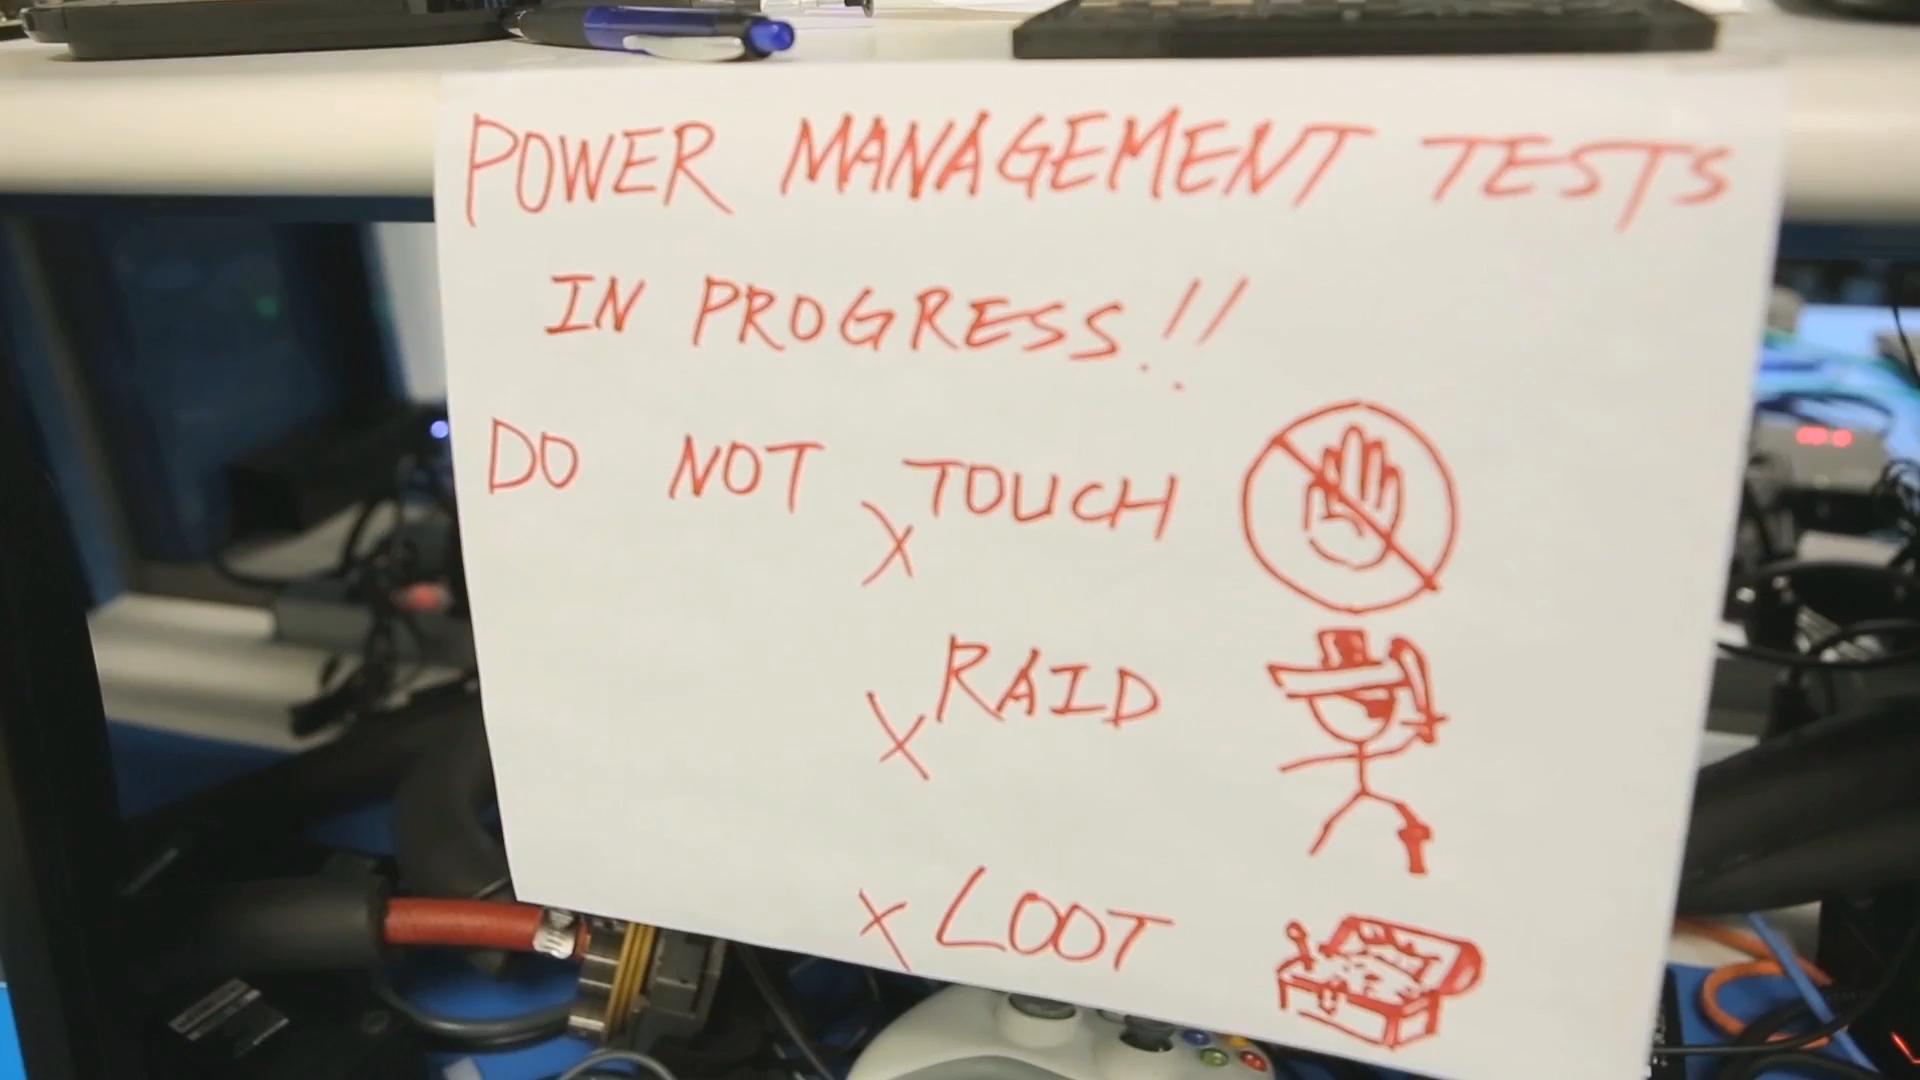 POWER MANAGEMENT TESTS
IN PROGRESS!!
DO NOT X TOUCH
X RAID
X LOOT